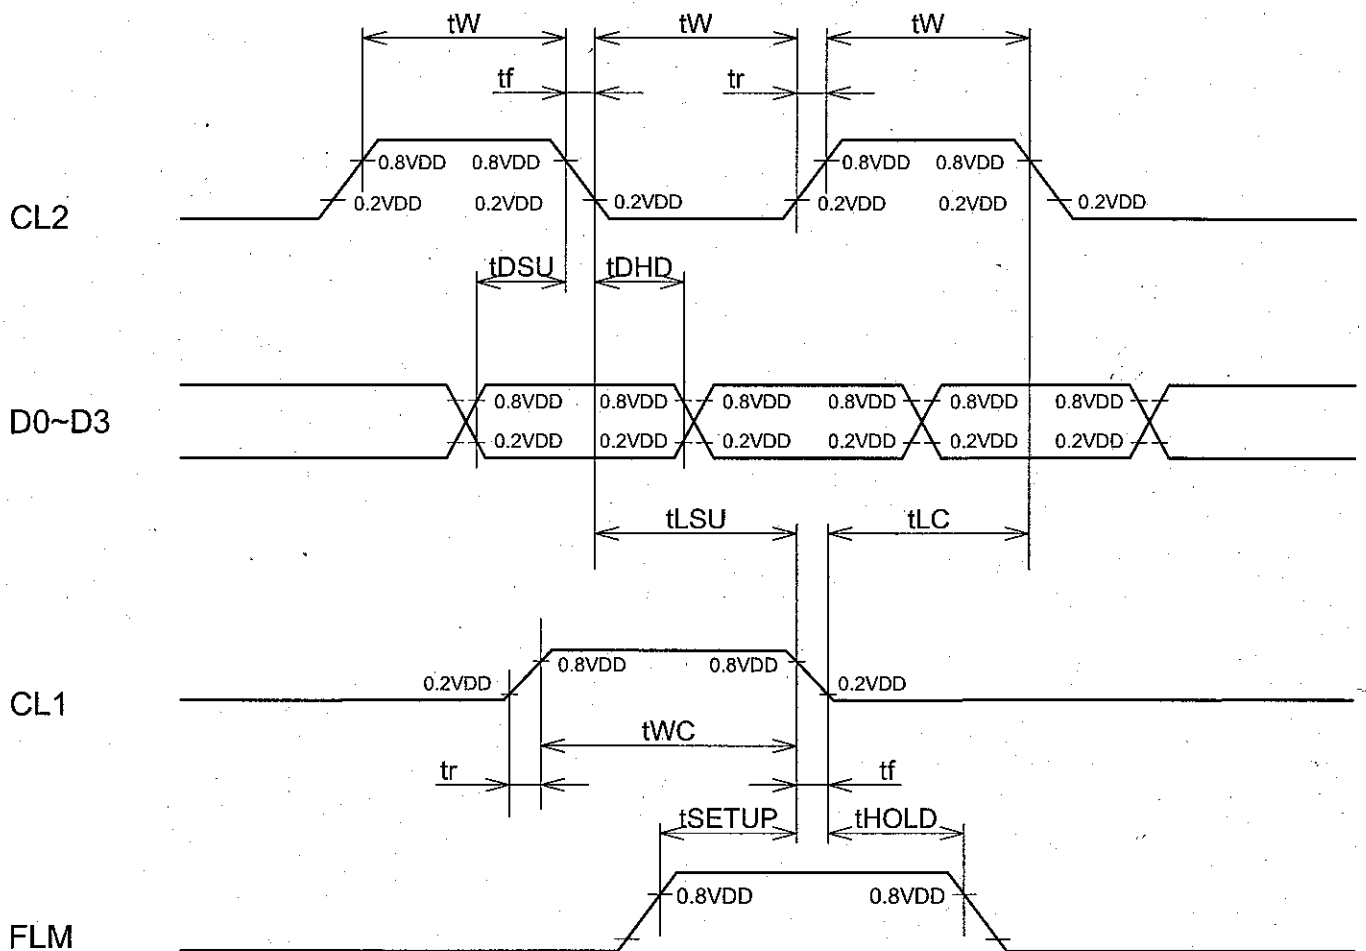 tW tW tW
tf tr
0.8VDD 0.8VDD 0.8VDD 0.8VDD
CL2 0.2VDD 0.2VDD 0.2VDD 0.2VDD 0.2VDD 0.2VDD
tDSU tDHD
0.8VDD 0.8VDD 0.8VDD 0.8VDD 0.8VDD 0.8VDD
D0~D3
0.2VDD 0.2VDD 0.2VDD 0.2VDD 0.2VDD 0.2VDD
tLSU tLC
0.8VDD 0.8VDD
0.2VDD 0.2VDD
CL1
tWC
tr tf
tSETUP tHOLD
0.8VDD 0.8VDD
FLM